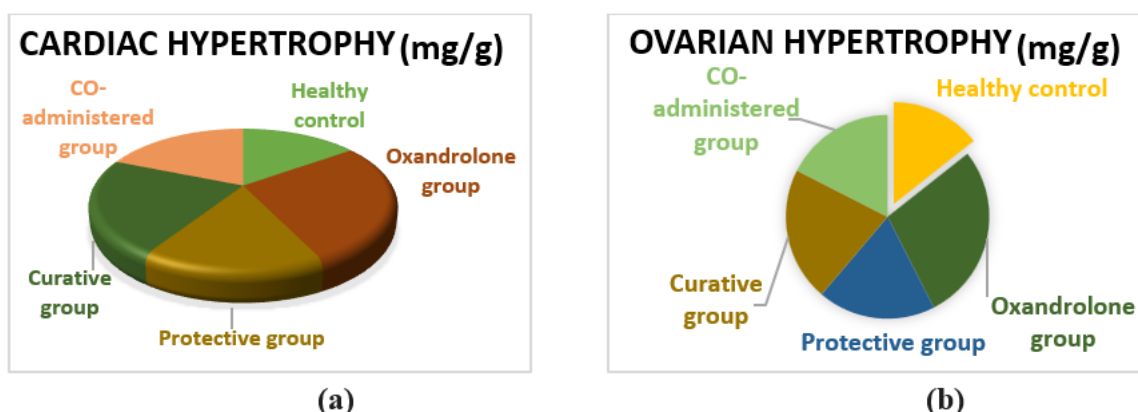 CARDIAC HYPERTROPHY (mg/g)
CO-
administered
group
Healthy
control
Oxandrolone
group
Curative
group
Protective group
(a)
OVARIAN HYPERTROPHY (mg/g)
CO-
administered
group
Healthy control
Curative
group
Oxandrolone
group
Protective group
(b)